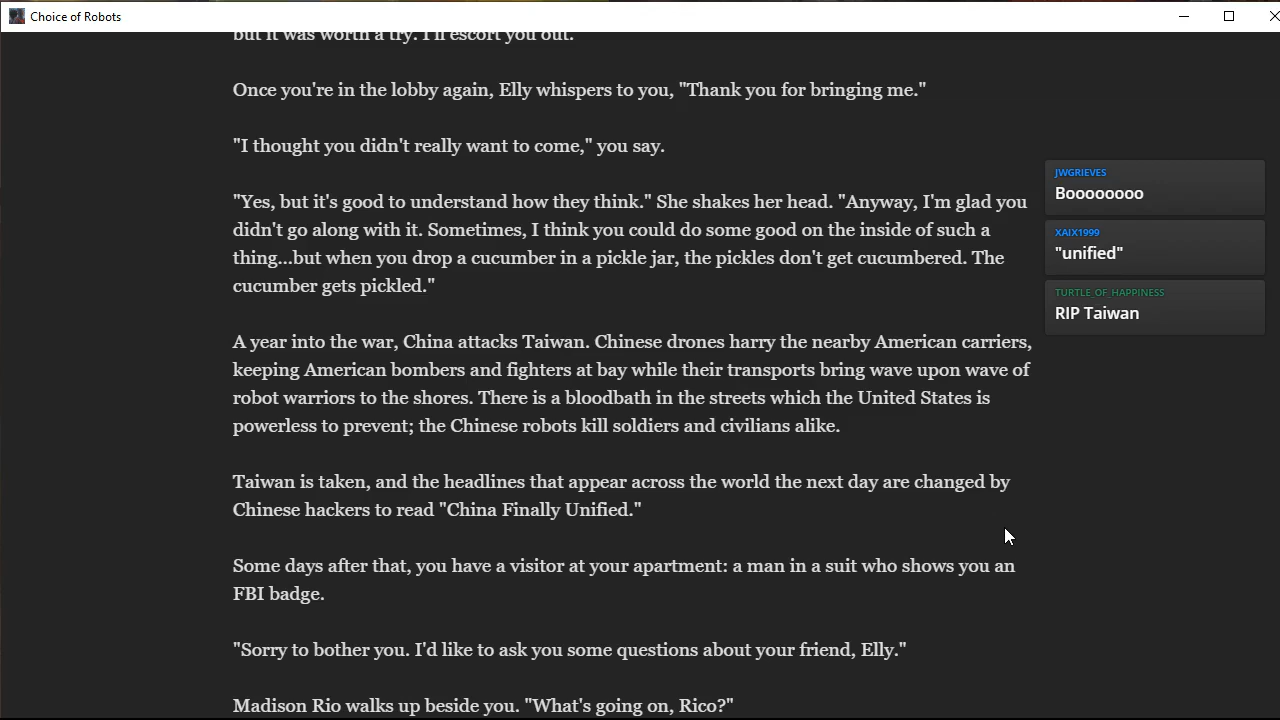 Choice of Robots
but it was worth a try. I'll escort you out.
Once you're in the lobby again, Elly whispers to you, "Thank you for bringing me."
"I thought you didn't really want to come," you say.
"Yes, but it's good to understand how they think." She shakes her head. "Anyway, I'm glad you
didn't go along with it. Sometimes, I think you could do some good on the inside of such a
thing...but when you drop a cucumber in a pickle jar, the pickles don't get cucumbered. The
cucumber gets pickled."
A year into the war, China attacks Taiwan. Chinese drones harry the nearby American carriers,
keeping American bombers and fighters at bay while their transports bring wave upon wave of
robot warriors to the shores. There is a bloodbath in the streets which the United States is
powerless to prevent; the Chinese robots kill soldiers and civilians alike.
Taiwan is taken, and the headlines that appear across the world the next day are changed by
Chinese hackers to read "China Finally Unified."
Some days after that, you have a visitor at your apartment: a man in a suit who shows you an
FBI badge.
"Sorry to bother you. I'd like to ask you some questions about your friend, Elly."
Madison Rio walks up beside you. "What's going on, Rico?"
JWGRIEVES
Boooooooo
XAIX1999
"unified"
TURTLE OF HAPPINESS
RIP Taiwan